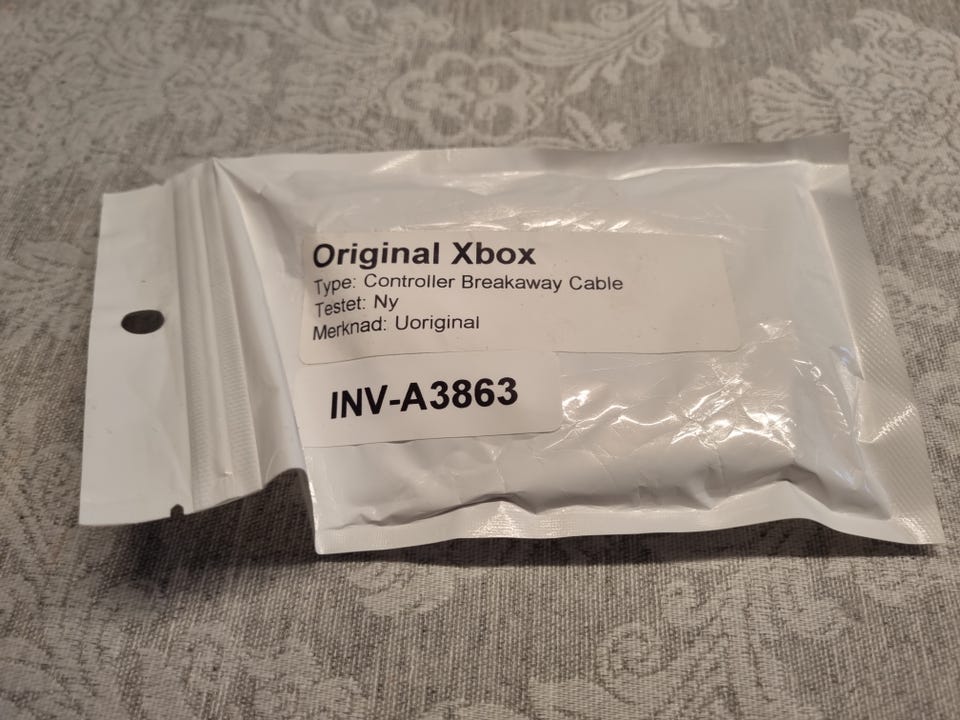 Original Xbox
Type: Controller Breakaway Cable
Testet: Ny
Merknad: Uoriginal
INV-A3863